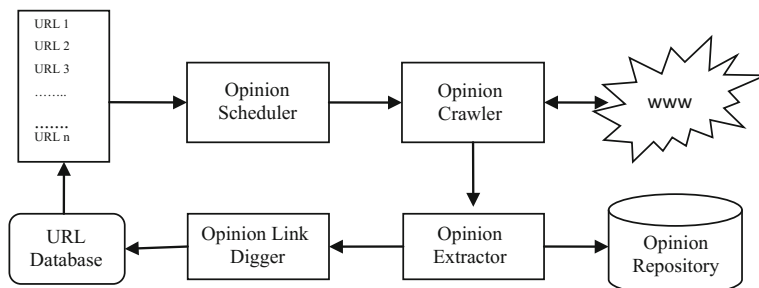 URL 1
URL 2
URL 3
……..
…….
URL n
Opinion
Scheduler
Opinion
Crawler
www
URL
Database
Opinion Link
Digger
Opinion
Extractor
Opinion
Repository